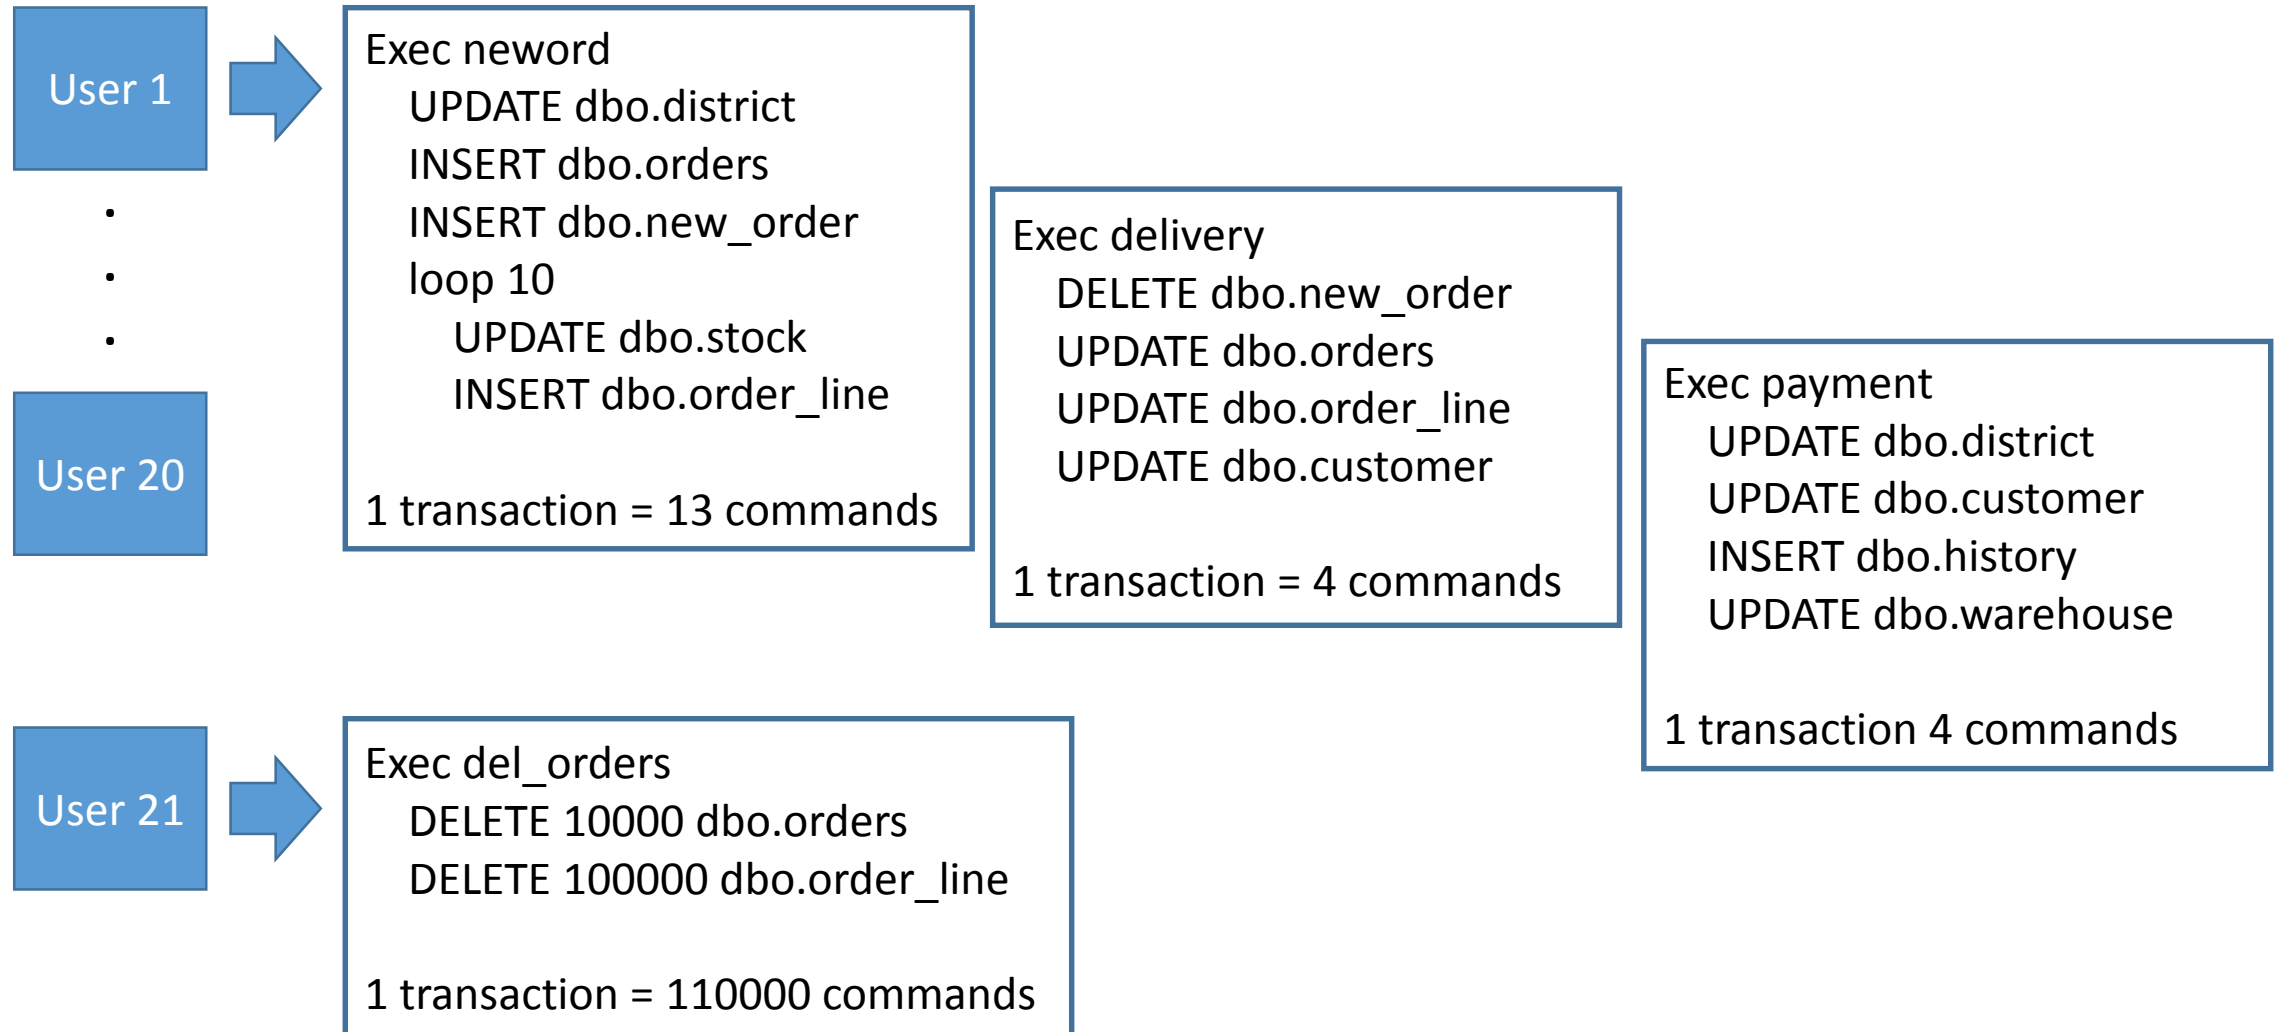 User 1
.
.
.
User 20
Exec neword
UPDATE dbo.district
INSERT dbo.orders
INSERT dbo.new_order
loop 10
UPDATE dbo.stock
INSERT dbo.order_line
1 transaction = 13 commands
Exec delivery
DELETE dbo.new_order
UPDATE dbo.orders
UPDATE dbo.order_line
UPDATE dbo.customer
1 transaction = 4 commands
Exec payment
UPDATE dbo.district
UPDATE dbo.customer
INSERT dbo.history
UPDATE dbo.warehouse
1 transaction 4 commands
User 21
Exec del_orders
DELETE 10000 dbo.orders
DELETE 100000 dbo.order_line
1 transaction = 110000 commands